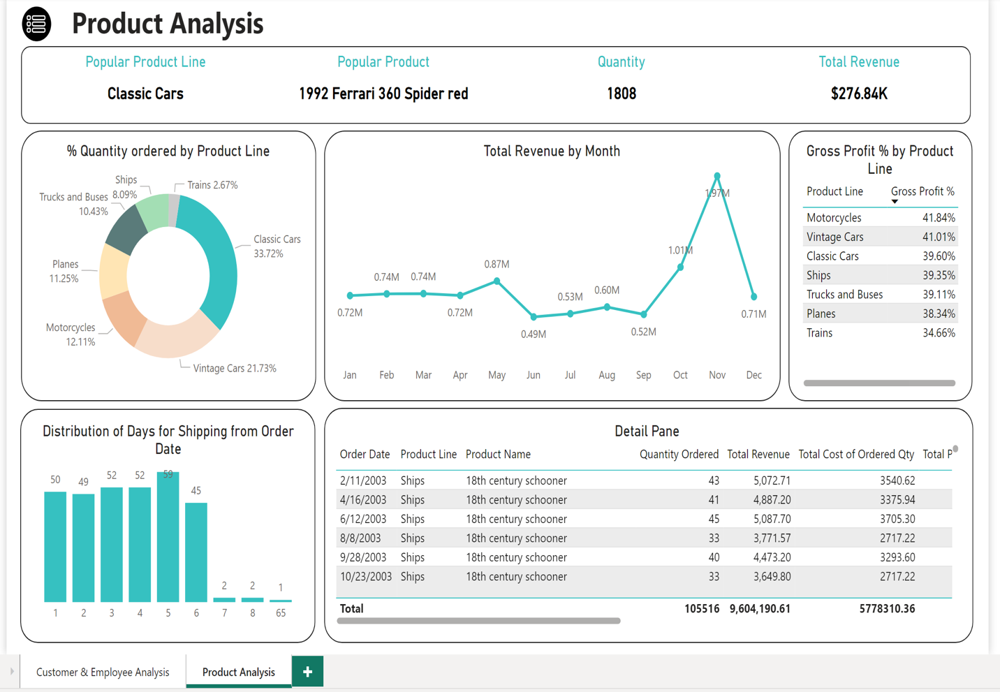 Product Analysis
Popular Product Line
Popular Product
Quantity
Total Revenue
Classic Cars
1992 Ferrari 360 Spider red
1808
$276.84K
% Quantity ordered by Product Line
Ships
8.09%
Trains 2.67%
Trucks and Buses
10.43%
Classic Cars
33.72%
Planes
11.25%
Motorcycles
12.11%
Vintage Cars 21.73%
Total Revenue by Month
0.72M
0.74M
0.74M
0.72M
0.87M
0.49M
0.53M
0.60M
0.52M
1.01M
1.97M
0.71M
Jan Feb Mar Apr May Jun Jul Aug Sep Oct Nov Dec
Gross Profit % by Product
Line
Product Line Gross Profit %
Motorcycles 41.84%
Vintage Cars 41.01%
Classic Cars 39.60%
Ships 39.35%
Trucks and Buses 39.11%
Planes 38.34%
Trains 34.66%
Distribution of Days for Shipping from Order
Date
50 49 52 52 59 45 2 2 1
1 2 3 4 5 6 7 8 65
Detail Pane
Order Date Product Line Product Name Quantity Ordered Total Revenue Total Cost of Ordered Qty Total P
2/11/2003 Ships 18th century schooner 43 5,072.71 3540.62
4/16/2003 Ships 18th century schooner 41 4,887.20 3375.94
6/12/2003 Ships 18th century schooner 45 5,087.70 3705.30
8/8/2003 Ships 18th century schooner 33 3,771.57 2717.22
9/28/2003 Ships 18th century schooner 40 4,473.20 3293.60
10/23/2003 Ships 18th century schooner 33 3,649.80 2717.22
Total 105516 9,604,190.61 5778310.36
Customer & Employee Analysis
Product Analysis
+